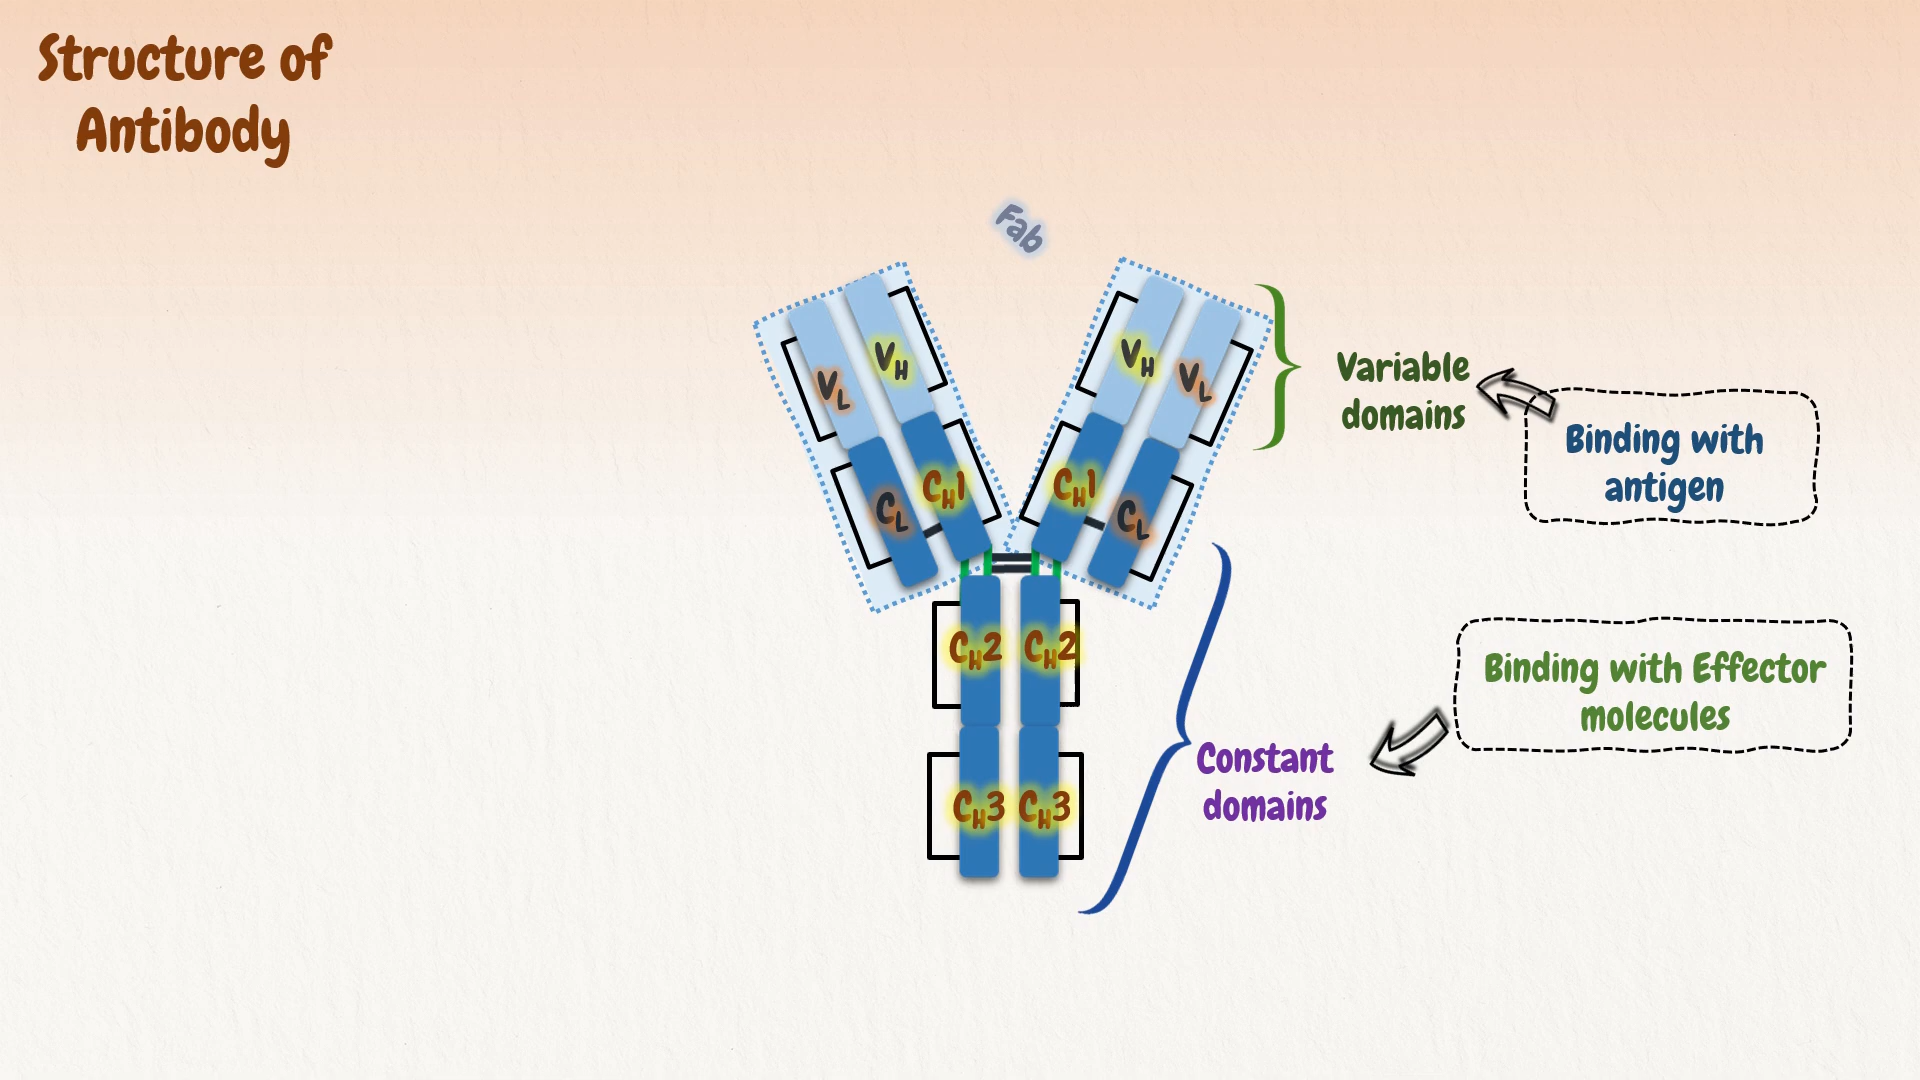 Structure of
Antibody
Fab
VL
VH
VH
VL
CL
CH1
CH1
CL
CH2
CH2
CH3
CH3
Variable
domains
Binding with
antigen
Binding with Effector
molecules
Constant
domains